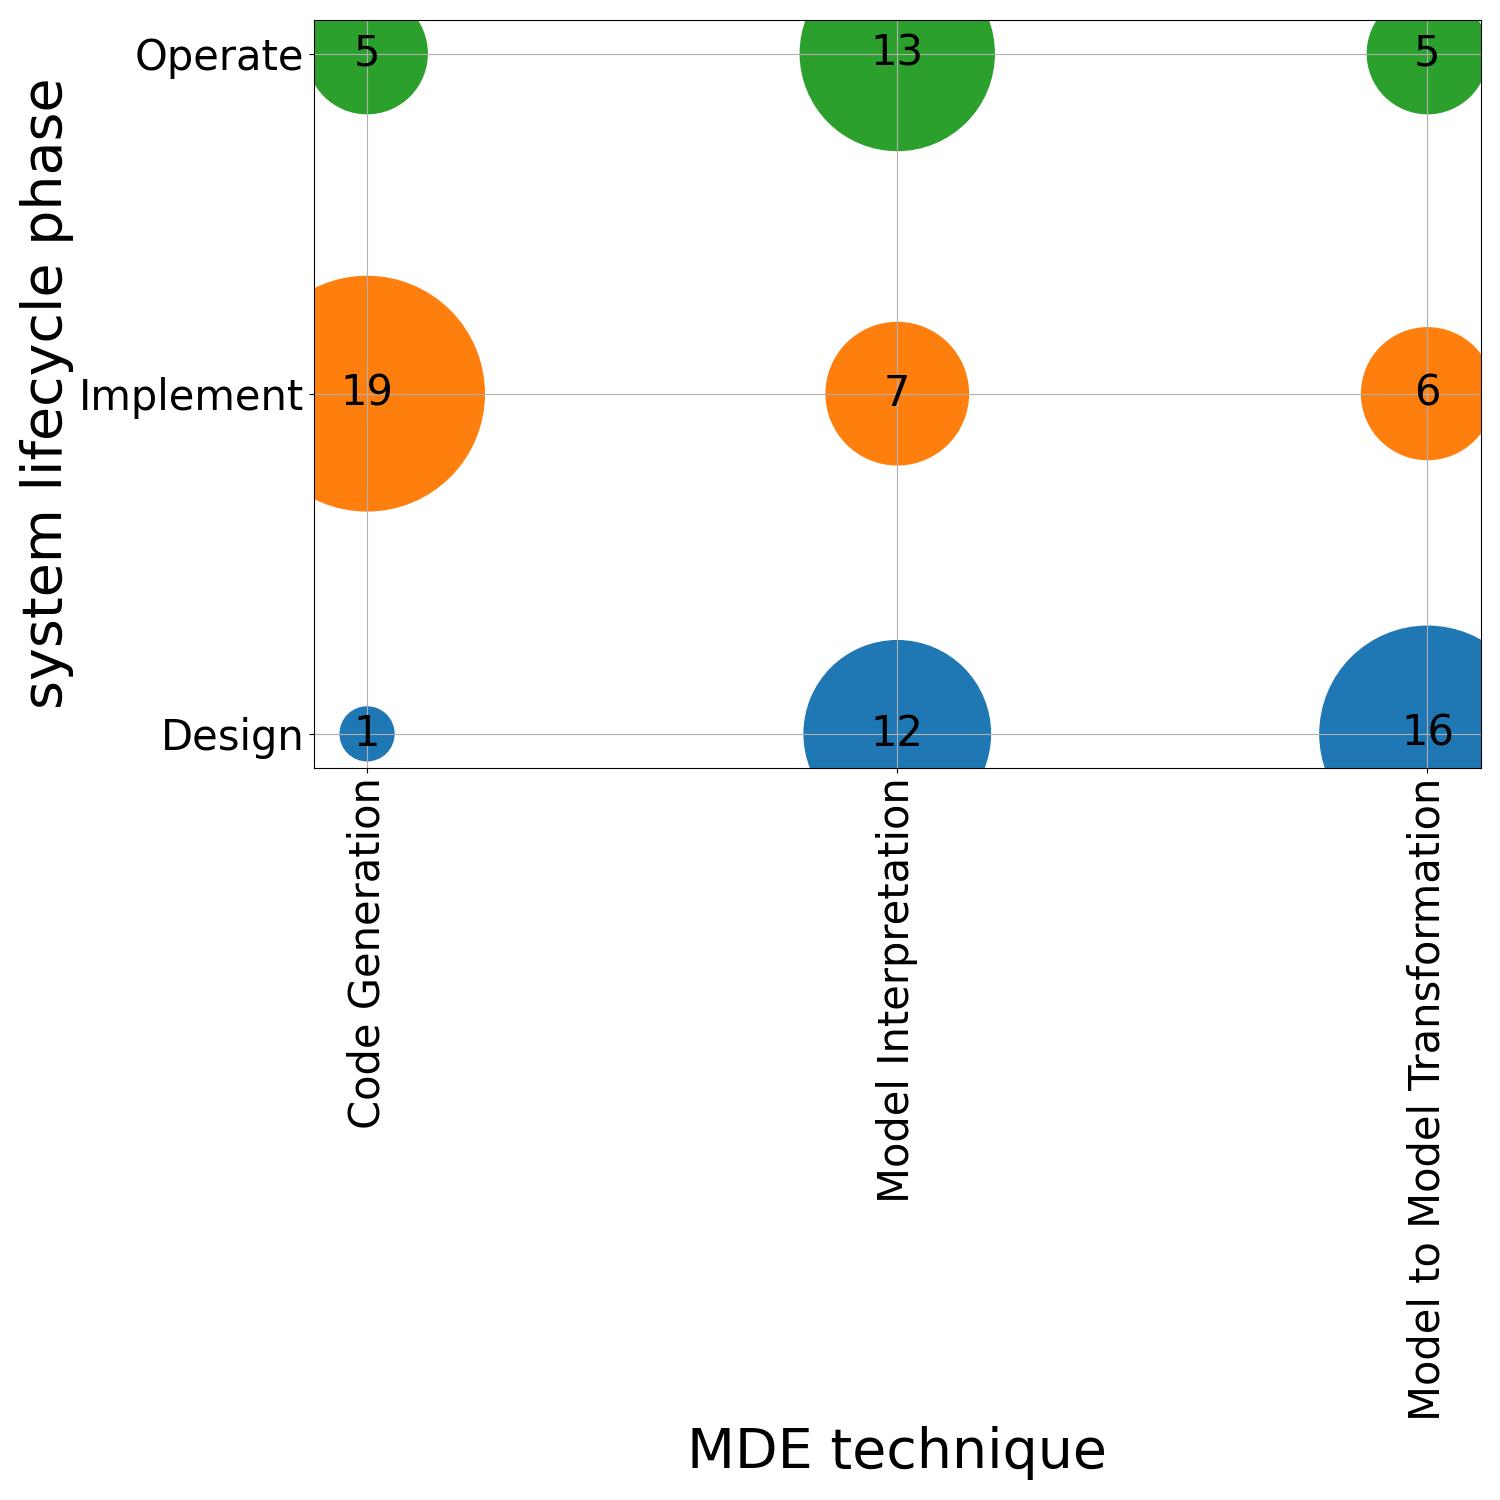 system lifecycle phase
Operate
5
13
5
Implement
19
7
6
Design
1
12
16
Code Generation
Model Interpretation
Model to Model Transformation
MDE technique